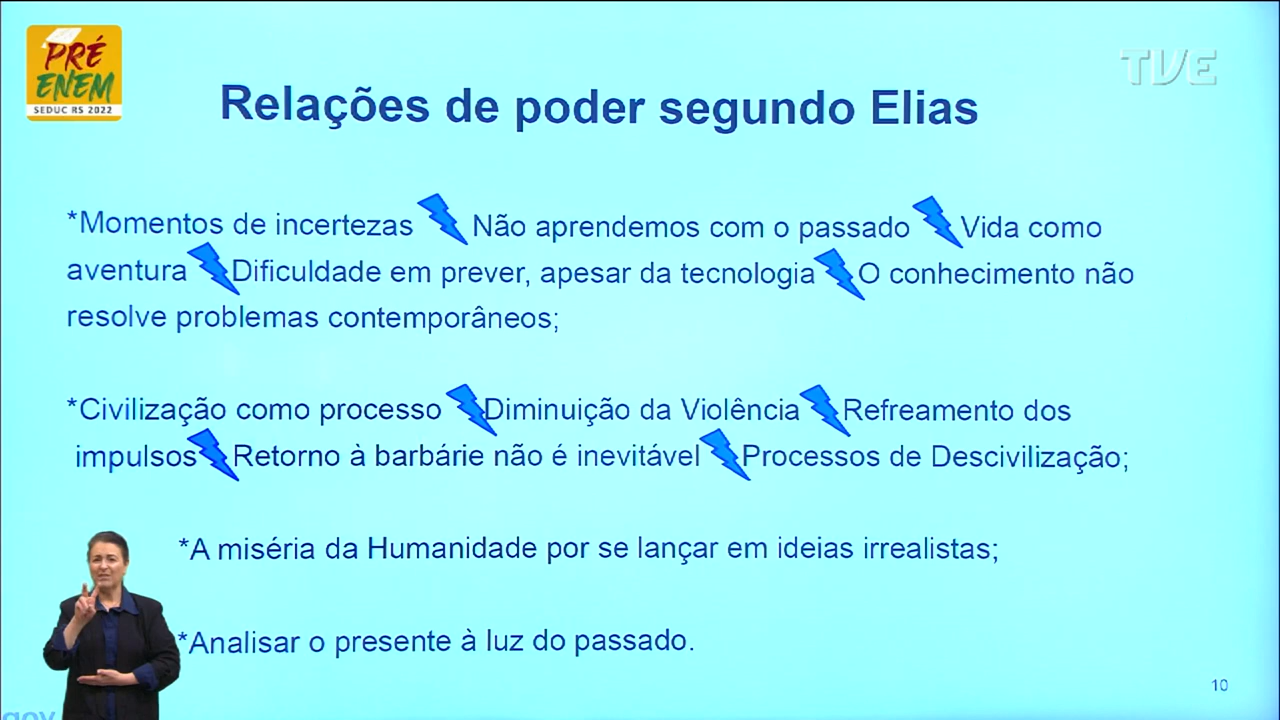 PRÉ
ENEM
SEDUC RS 2022
TVE
Relações de poder segundo Elias
*Momentos de incertezas Não aprendemos com o passado Vida como
aventura Dificuldade em prever, apesar da tecnologia O conhecimento não
resolve problemas contemporâneos;
*Civilização como processo Diminuição da Violência Refreamento dos
impulsos Retorno à barbárie não é inevitável Processos de Descivilização;
*A miséria da Humanidade por se lançar em ideias irrealistas;
*Analisar o presente à luz do passado.
10
gov